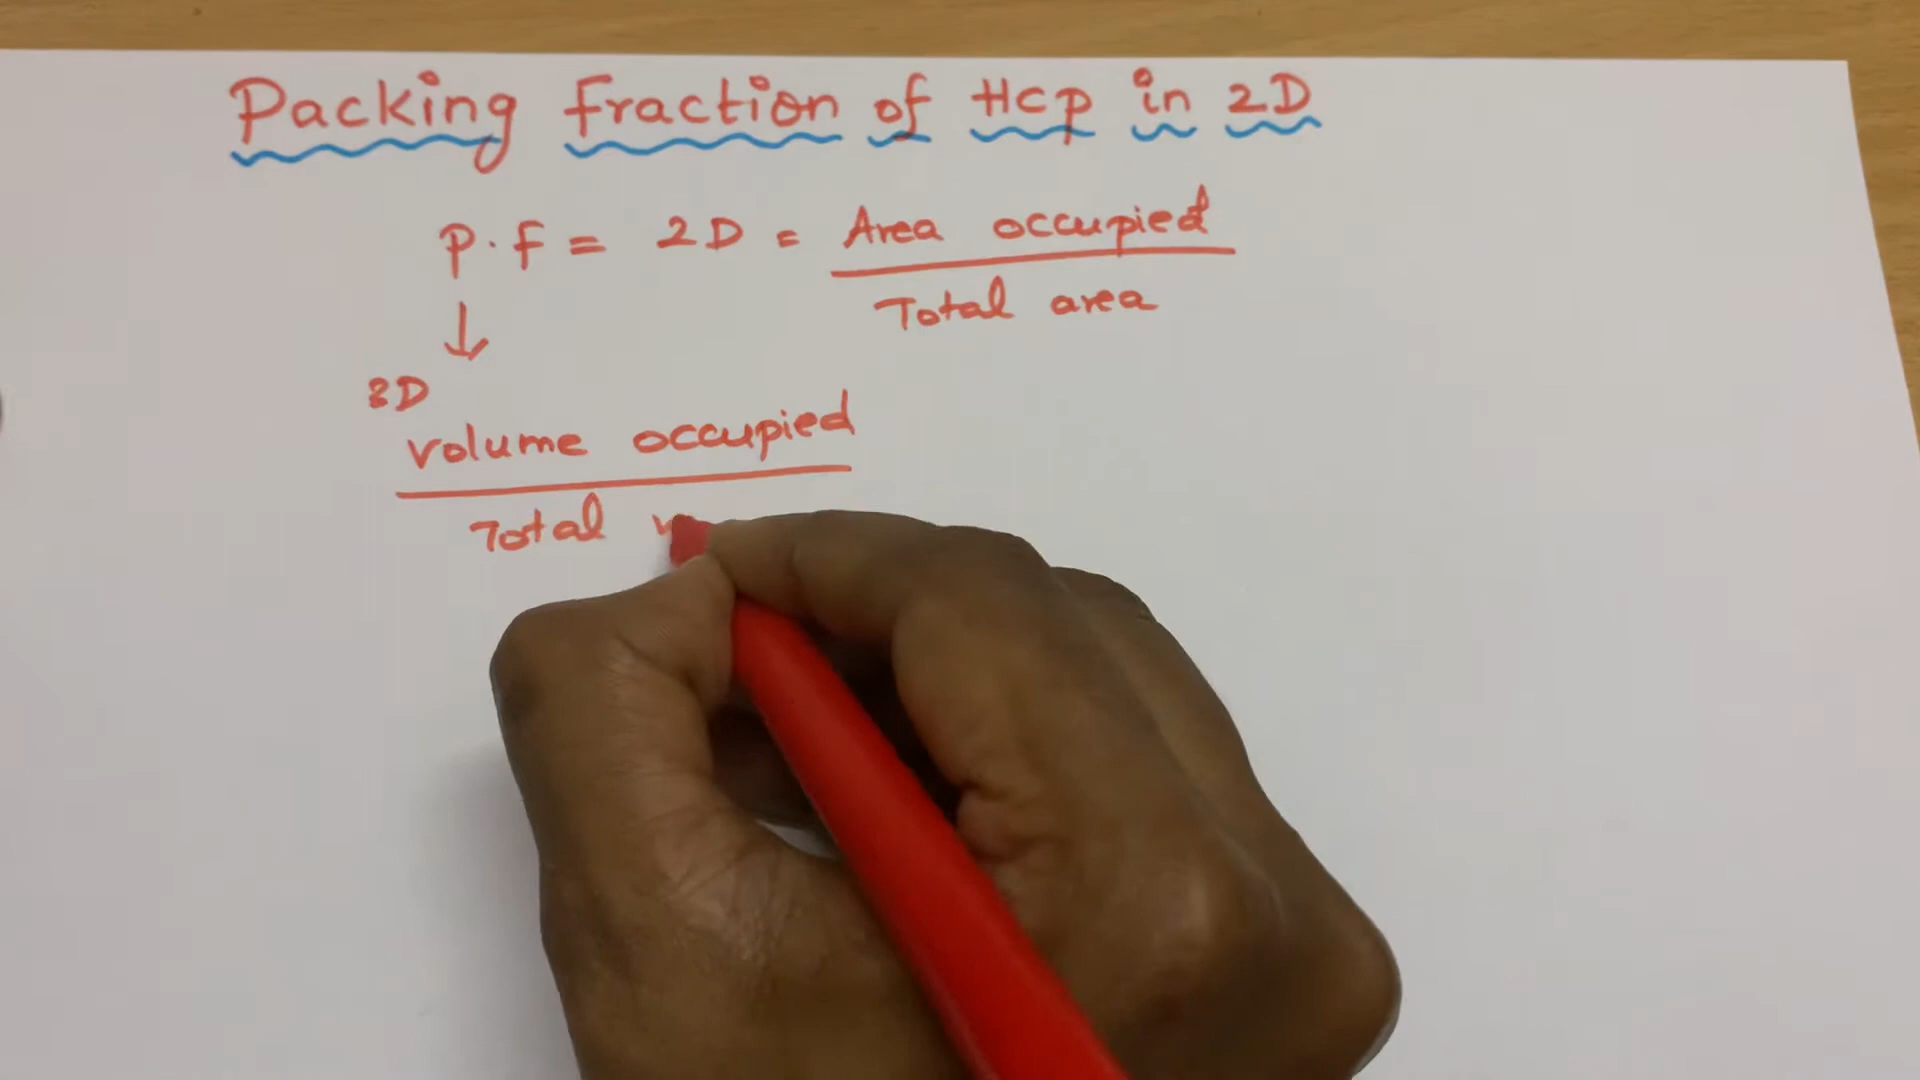 Packing fraction of Hcp in 2D
P.f = 2D = Area occupied
Total area
↓
3D
volume occupied
Total